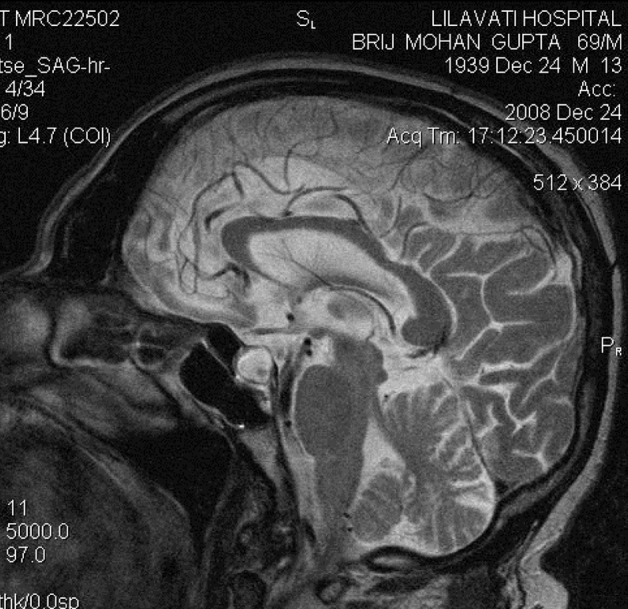 T MRC22502
1
tse_SAG-hr-
4/34
6/9
g: L4.7 (COI)
SL
LILAVATI HOSPITAL
BRIJ MOHAN GUPTA 69/M
1939 Dec 24 M 13
Acc:
2008 Dec 24
Acq Tm: 17:12:23.450014
512 x 384
PR
11
5000.0
97.0
thk/0.0sp